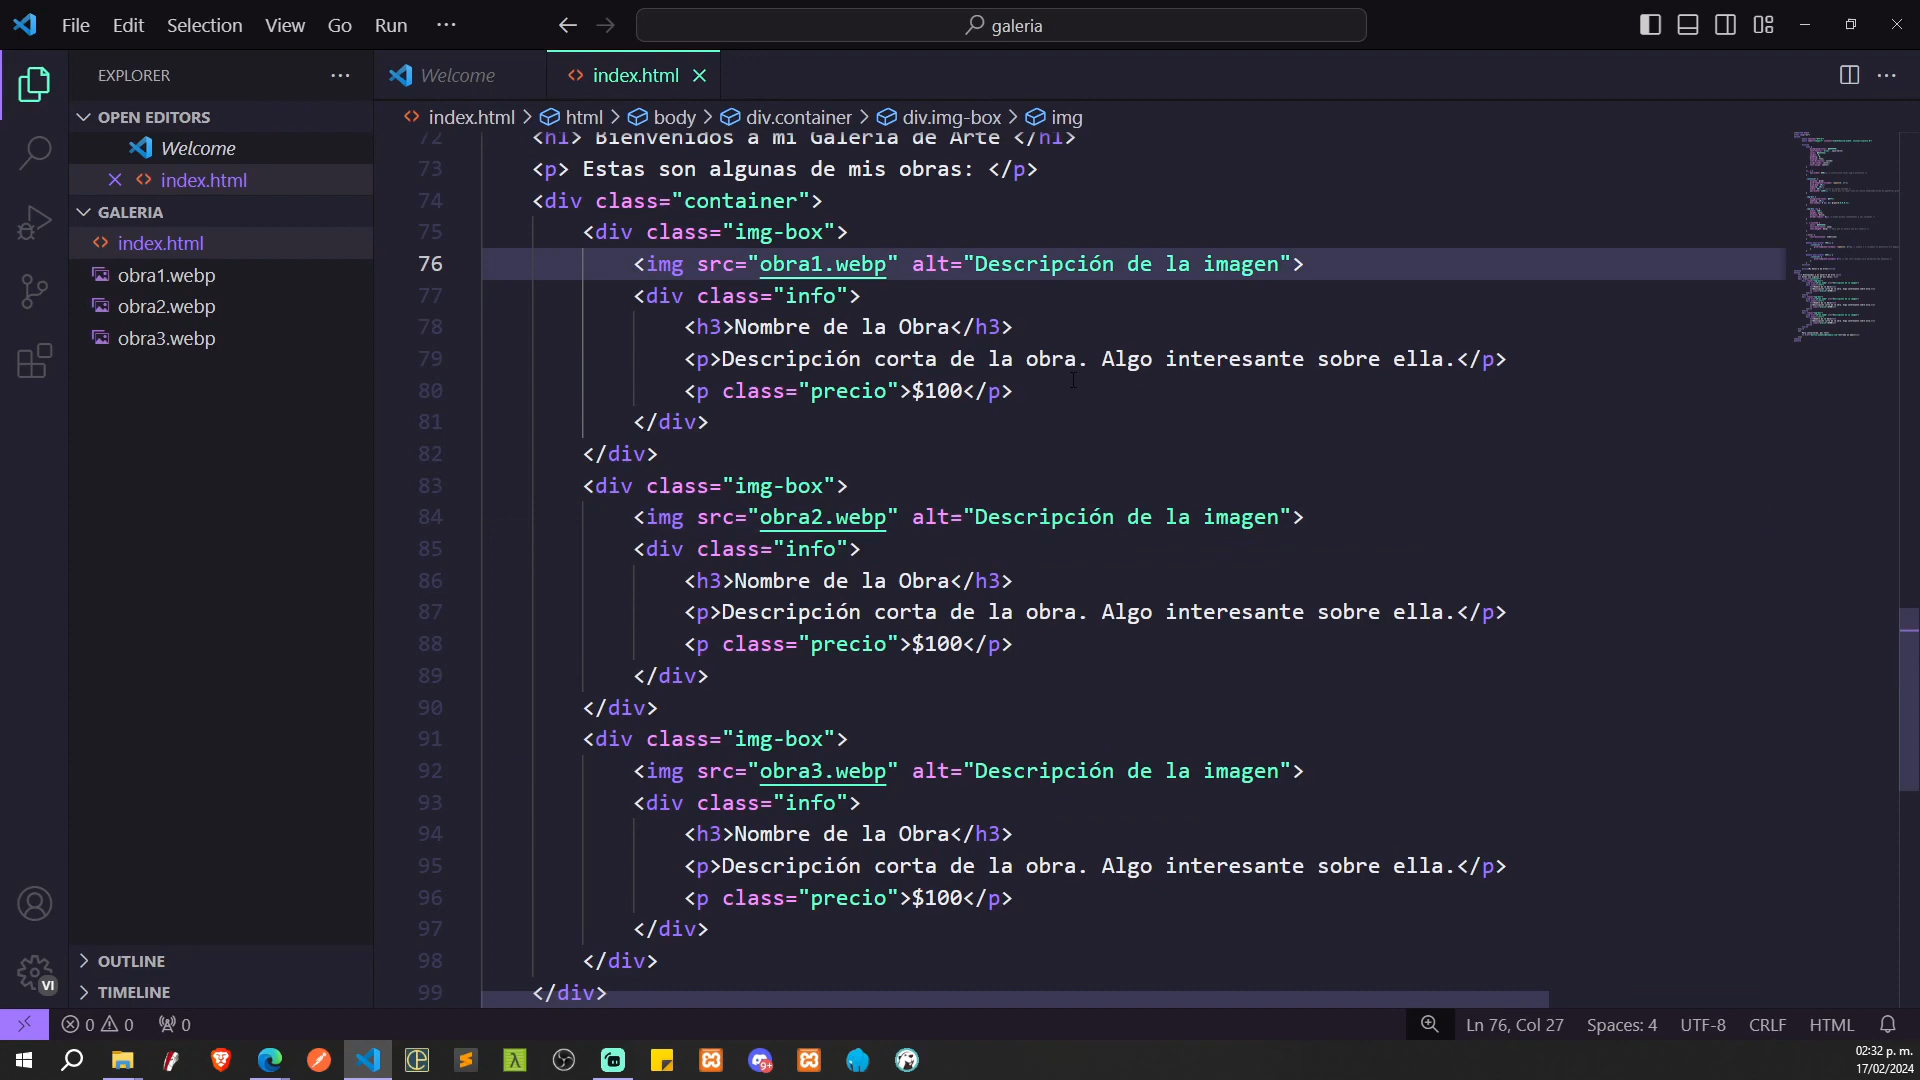 File Edit Selection View Go Run ··· galeria
EXPLORER ···
OPEN EDITORS
Welcome
index.html
GALERIA
index.html
obra1.webp
obra2.webp
obra3.webp
OUTLINE
TIMELINE
Welcome index.html
index.html > html > body > div.container > div.img-box > img
72 <h1> Bienvenidos a mi Galeria de Arte </h1>
73 <p> Estas son algunas de mis obras: </p>
74 <div class="container">
75 <div class="img-box">
76 <img src="obra1.webp" alt="Descripción de la imagen">
77 <div class="info">
78 <h3>Nombre de la Obra</h3>
79 <p>Descripción corta de la obra. Algo interesante sobre ella.</p>
80 <p class="precio">$100</p>
81 </div>
82 </div>
83 <div class="img-box">
84 <img src="obra2.webp" alt="Descripción de la imagen">
85 <div class="info">
86 <h3>Nombre de la Obra</h3>
87 <p>Descripción corta de la obra. Algo interesante sobre ella.</p>
88 <p class="precio">$100</p>
89 </div>
90 </div>
91 <div class="img-box">
92 <img src="obra3.webp" alt="Descripción de la imagen">
93 <div class="info">
94 <h3>Nombre de la Obra</h3>
95 <p>Descripción corta de la obra. Algo interesante sobre ella.</p>
96 <p class="precio">$100</p>
97 </div>
98 </div>
99 </div>
VI
0 0 0 Ln 76, Col 27 Spaces: 4 UTF-8 CRLF HTML
9+
02:32 p. m.
17/02/2024